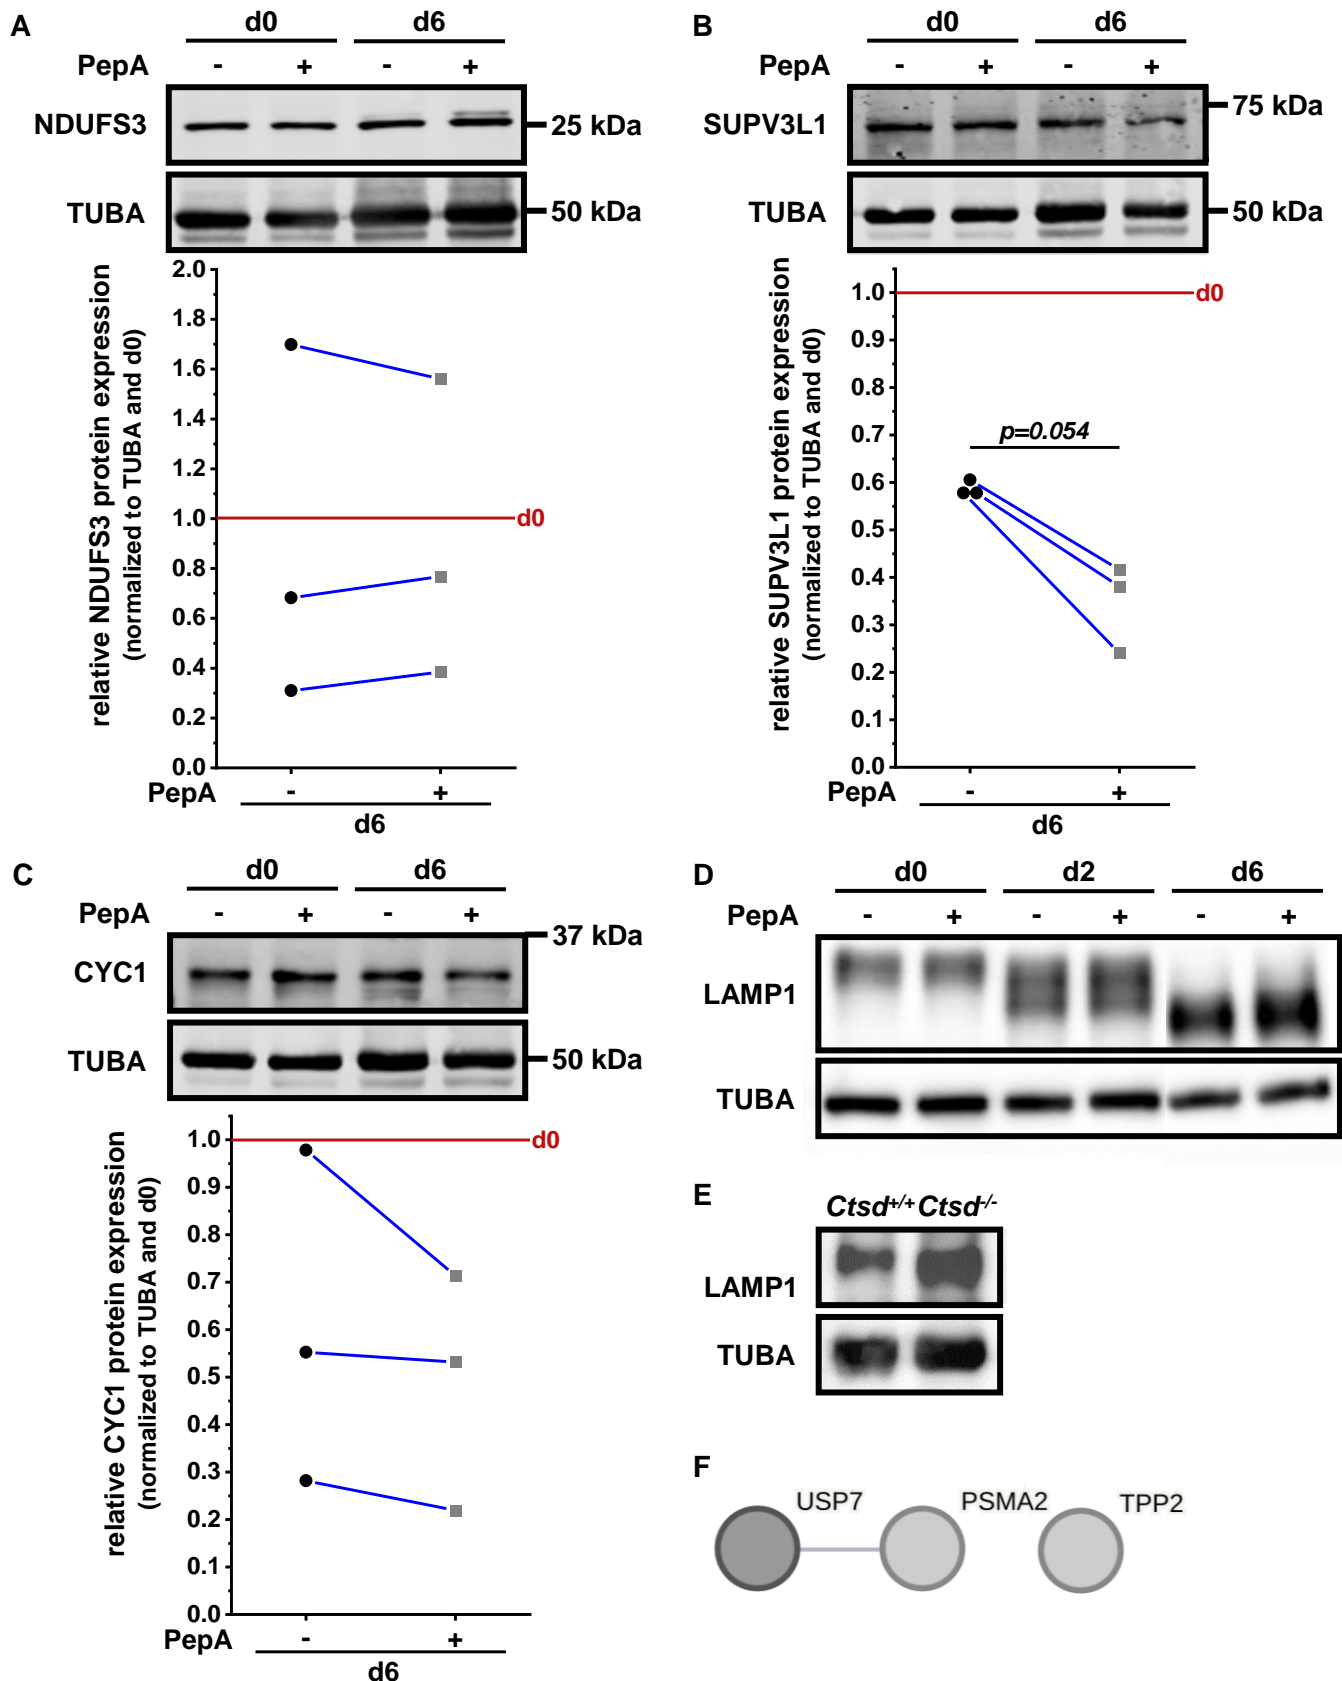 A
d0 d6
PepA - + - +
NDUFS3 25 kDa
TUBA 50 kDa
relative NDUFS3 protein expression
(normalized to TUBA and d0)
2.0
1.8
1.6
1.4
1.2
1.0 d0
0.8
0.6
0.4
0.2
0.0
PepA - +
d6
B
d0 d6
PepA - + - +
SUPV3L1 75 kDa
TUBA 50 kDa
relative SUPV3L1 protein expression
(normalized to TUBA and d0)
1.0 d0
0.9
0.8
0.7
p=0.054
0.6
0.5
0.4
0.3
0.2
0.1
0.0
PepA - +
d6
C
d0 d6
PepA - + - +
CYC1 37 kDa
TUBA 50 kDa
relative CYC1 protein expression
(normalized to TUBA and d0)
1.0 d0
0.9
0.8
0.7
0.6
0.5
0.4
0.3
0.2
0.1
0.0
PepA - +
d6
D
d0 d2 d6
PepA - + - + - +
LAMP1
TUBA
E
Ctsd+/+ Ctsd-/-
LAMP1
TUBA
F
USP7 PSMA2 TPP2